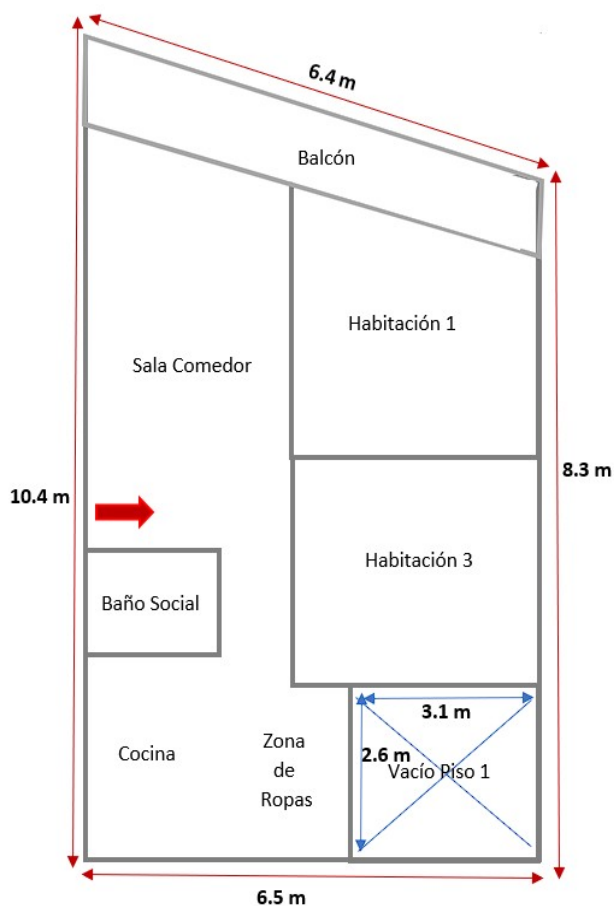 6.4 m
Balcón
Habitación 1
Sala Comedor
8.3 m
10.4 m
Habitación 3
Baño Social
3.1 m
Zona
de
Ropas
Cocina
2.6 m
Vacío Piso 1
6.5 m